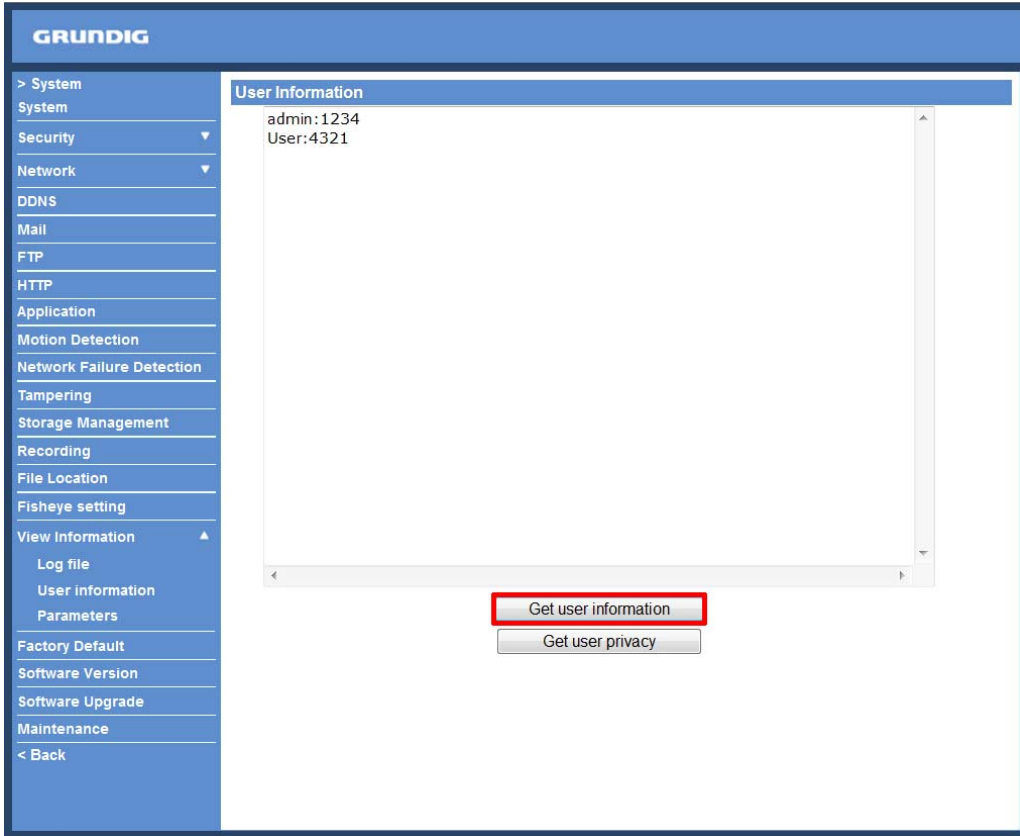 GRUNDIG
> System
System
Security
Network
DDNS
Mail
FTP
HTTP
Application
Motion Detection
Network Failure Detection
Tampering
Storage Management
Recording
File Location
Fisheye setting
View Information
Log file
User information
Parameters
Factory Default
Software Version
Software Upgrade
Maintenance
< Back
User Information
admin:1234
User:4321
Get user information
Get user privacy